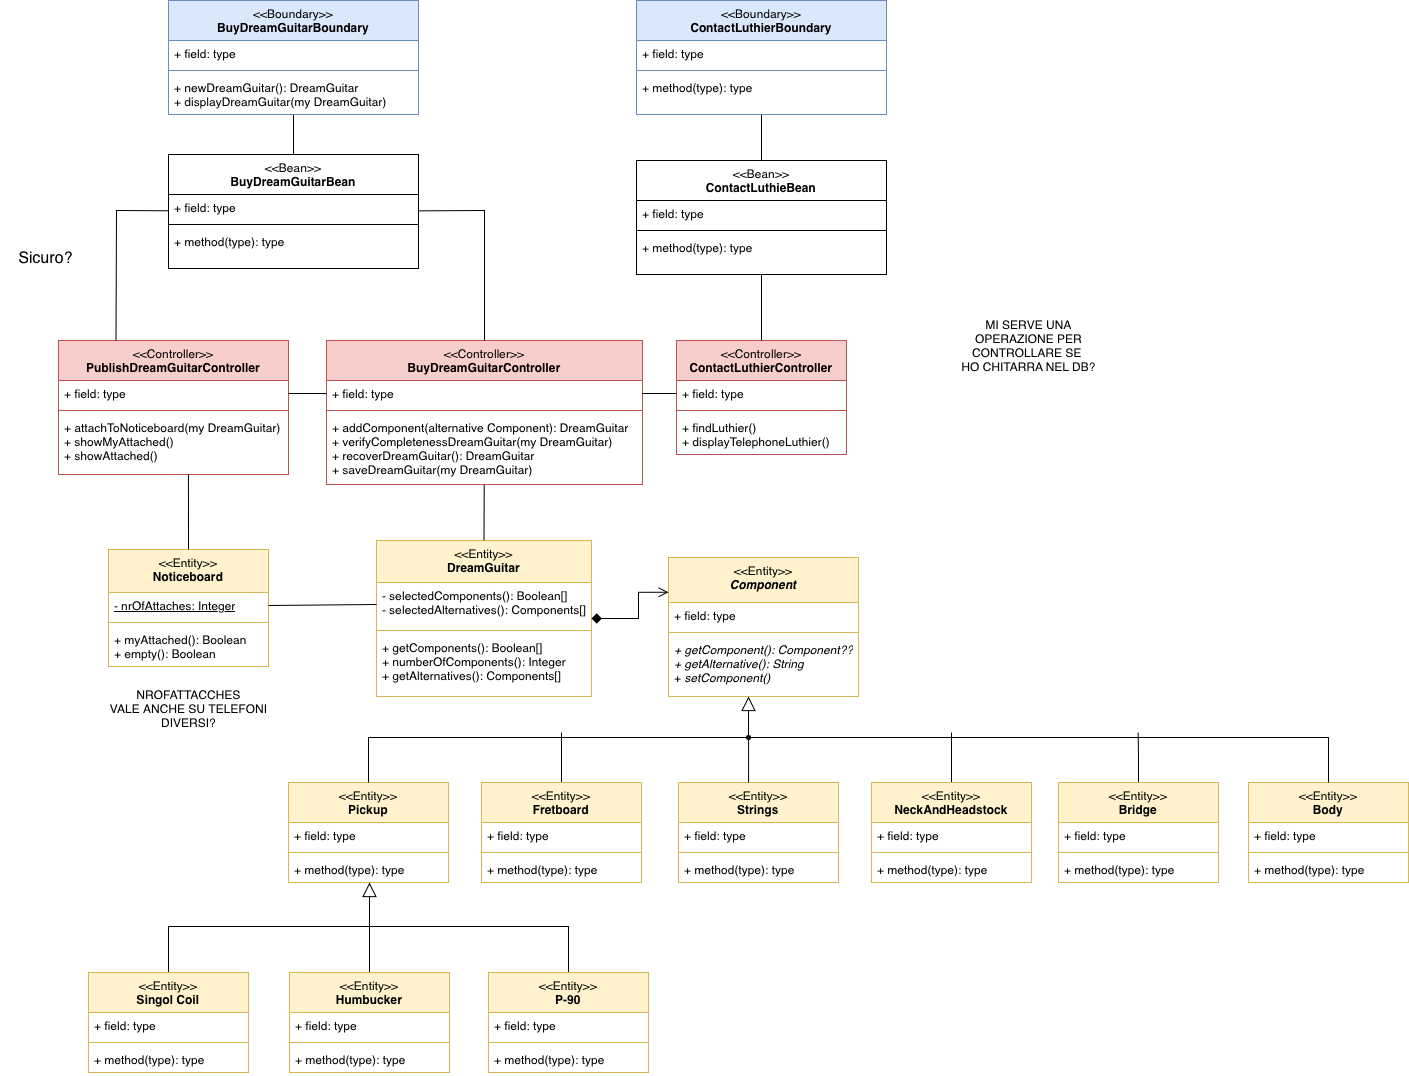 <<Boundary>>
BuyDreamGuitarBoundary
+ field: type
+ newDreamGuitar(): DreamGuitar
+ displayDreamGuitar(my DreamGuitar)
<<Boundary>>
ContactLuthierBoundary
+ field: type
+ method(type): type
<<Bean>>
BuyDreamGuitarBean
+ field: type
+ method(type): type
<<Bean>>
ContactLuthieBean
+ field: type
+ method(type): type
Sicuro?
MI SERVE UNA
OPERAZIONE PER
CONTROLLARE SE
HO CHITARRA NEL DB?
<<Controller>>
PublishDreamGuitarController
+ field: type
+ attachToNoticeboard(my DreamGuitar)
+ showMyAttached()
+ showAttached()
<<Controller>>
BuyDreamGuitarController
+ field: type
+ addComponent(alternative Component): DreamGuitar
+ verifyCompletenessDreamGuitar(my DreamGuitar)
+ recoverDreamGuitar(): DreamGuitar
+ saveDreamGuitar(my DreamGuitar)
<<Controller>>
ContactLuthierController
+ field: type
+ findLuthier()
+ displayTelephoneLuthier()
<<Entity>>
Noticeboard
- nrOfAttaches: Integer
+ myAttached(): Boolean
+ empty(): Boolean
<<Entity>>
DreamGuitar
- selectedComponents(): Boolean[]
- selectedAlternatives(): Components[]
+ getComponents(): Boolean[]
+ numberOfComponents(): Integer
+ getAlternatives(): Components[]
<<Entity>>
Component
+ field: type
+ getComponent(): Component??
+ getAlternative(): String
+ setComponent()
NROFATTACCHES
VALE ANCHE SU TELEFONI
DIVERSI?
<<Entity>>
Pickup
+ field: type
+ method(type): type
<<Entity>>
Fretboard
+ field: type
+ method(type): type
<<Entity>>
Strings
+ field: type
+ method(type): type
<<Entity>>
NeckAndHeadstock
+ field: type
+ method(type): type
<<Entity>>
Bridge
+ field: type
+ method(type): type
<<Entity>>
Body
+ field: type
+ method(type): type
<<Entity>>
Singol Coil
+ field: type
+ method(type): type
<<Entity>>
Humbucker
+ field: type
+ method(type): type
<<Entity>>
P-90
+ field: type
+ method(type): type